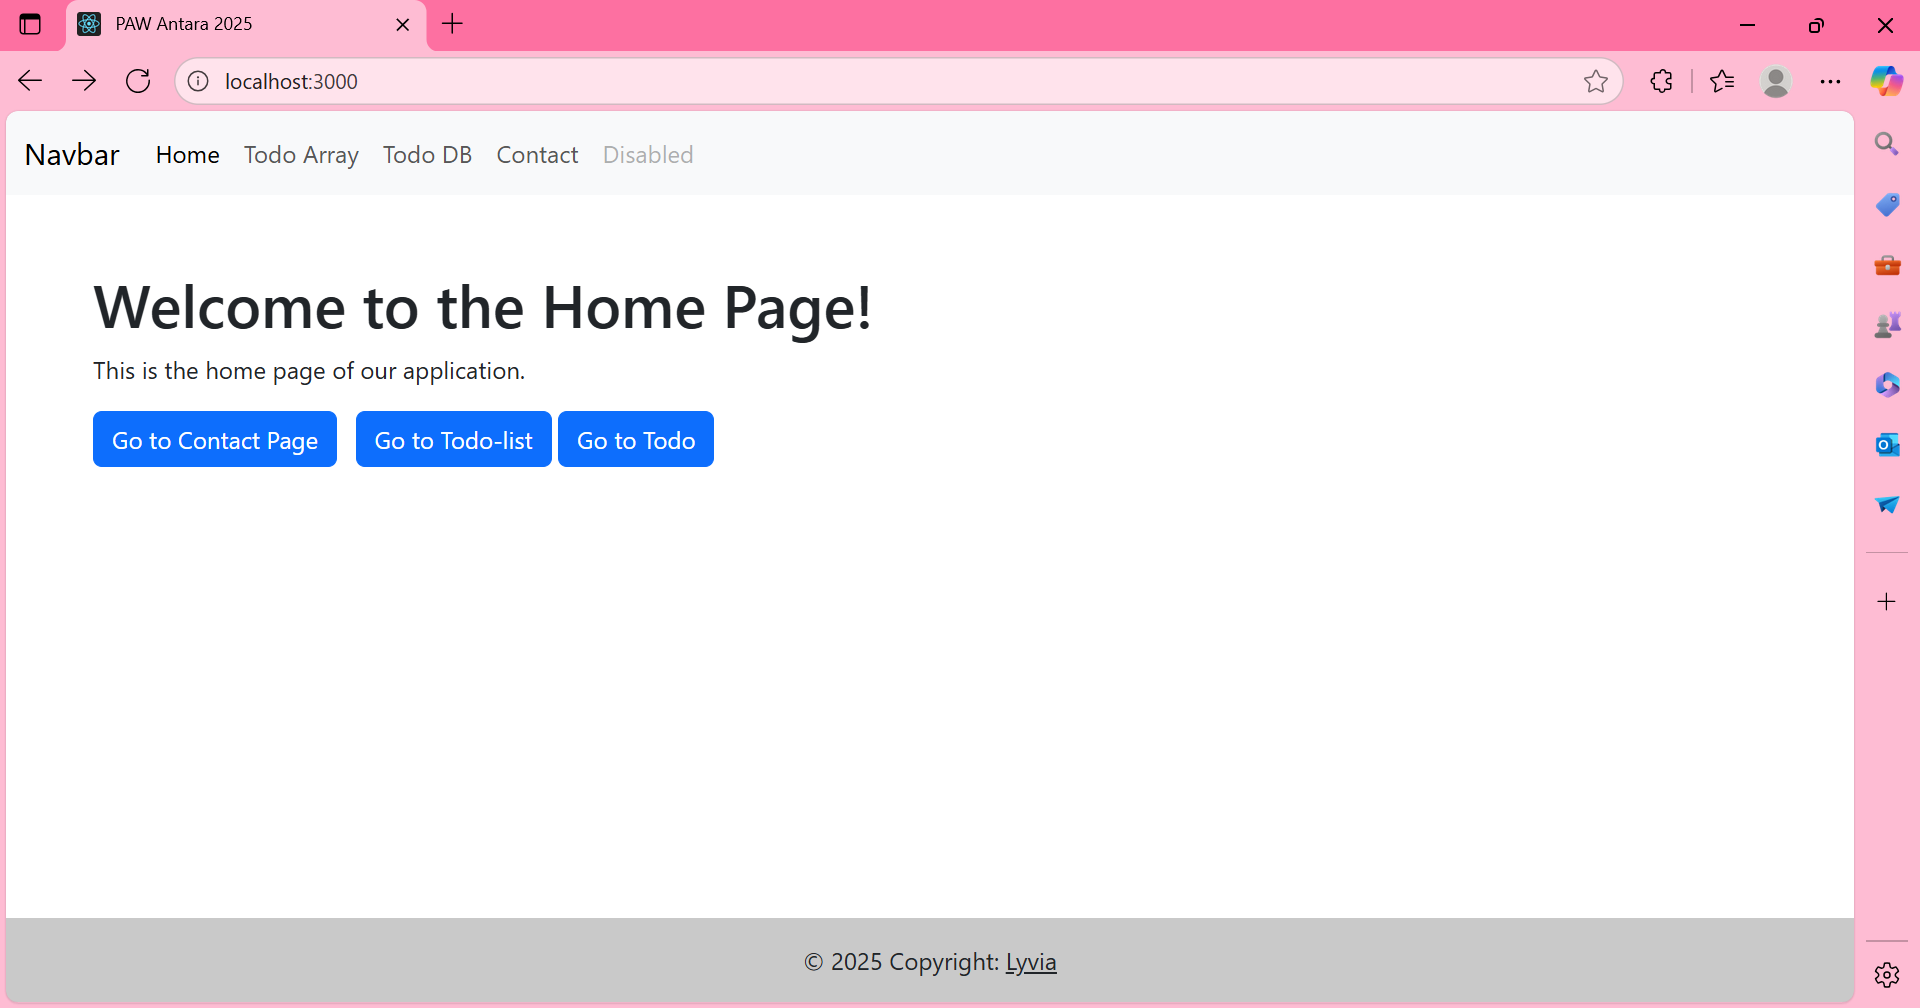 PAW Antara 2025
localhost:3000
Navbar Home Todo Array Todo DB Contact Disabled
Welcome to the Home Page!
This is the home page of our application.
Go to Contact Page Go to Todo-list Go to Todo
© 2025 Copyright: Lyvia